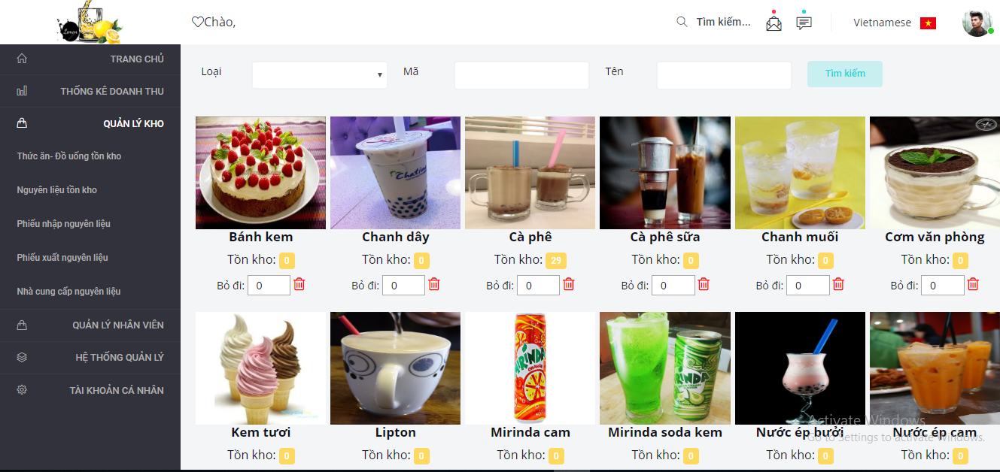 Lemon
Chào,
Tìm kiếm...
Vietnamese
TRANG CHỦ
THỐNG KÊ DOANH THU
QUẢN LÝ KHO
Thức ăn- Đồ uống tồn kho
Nguyên liệu tồn kho
Phiếu nhập nguyên liệu
Phiếu xuất nguyên liệu
Nhà cung cấp nguyên liệu
QUẢN LÝ NHÂN VIÊN
HỆ THỐNG QUẢN LÝ
TÀI KHOẢN CÁ NHÂN
Loại Mã Tên Tìm kiếm
Chatime
Bánh kem Chanh dây Cà phê Cà phê sữa Chanh muối Cơm văn phòng
Tồn kho: 0 Tồn kho: 0 Tồn kho: 29 Tồn kho: 0 Tồn kho: 0 Tồn kho: 0
Bỏ đi: 0 Bỏ đi: 0 Bỏ đi: 0 Bỏ đi: 0 Bỏ đi: 0 Bỏ đi: 0
MIRINDA
Kem tươi Lipton Mirinda cam Mirinda soda kem Nước ép bưởi Nước ép cam
Tồn kho: 0 Tồn kho: 0 Tồn kho: 0 Tồn kho: 0 Tồn kho: 0 Tồn kho: 0
Activate Windows
Go to Settings to activate Windows.